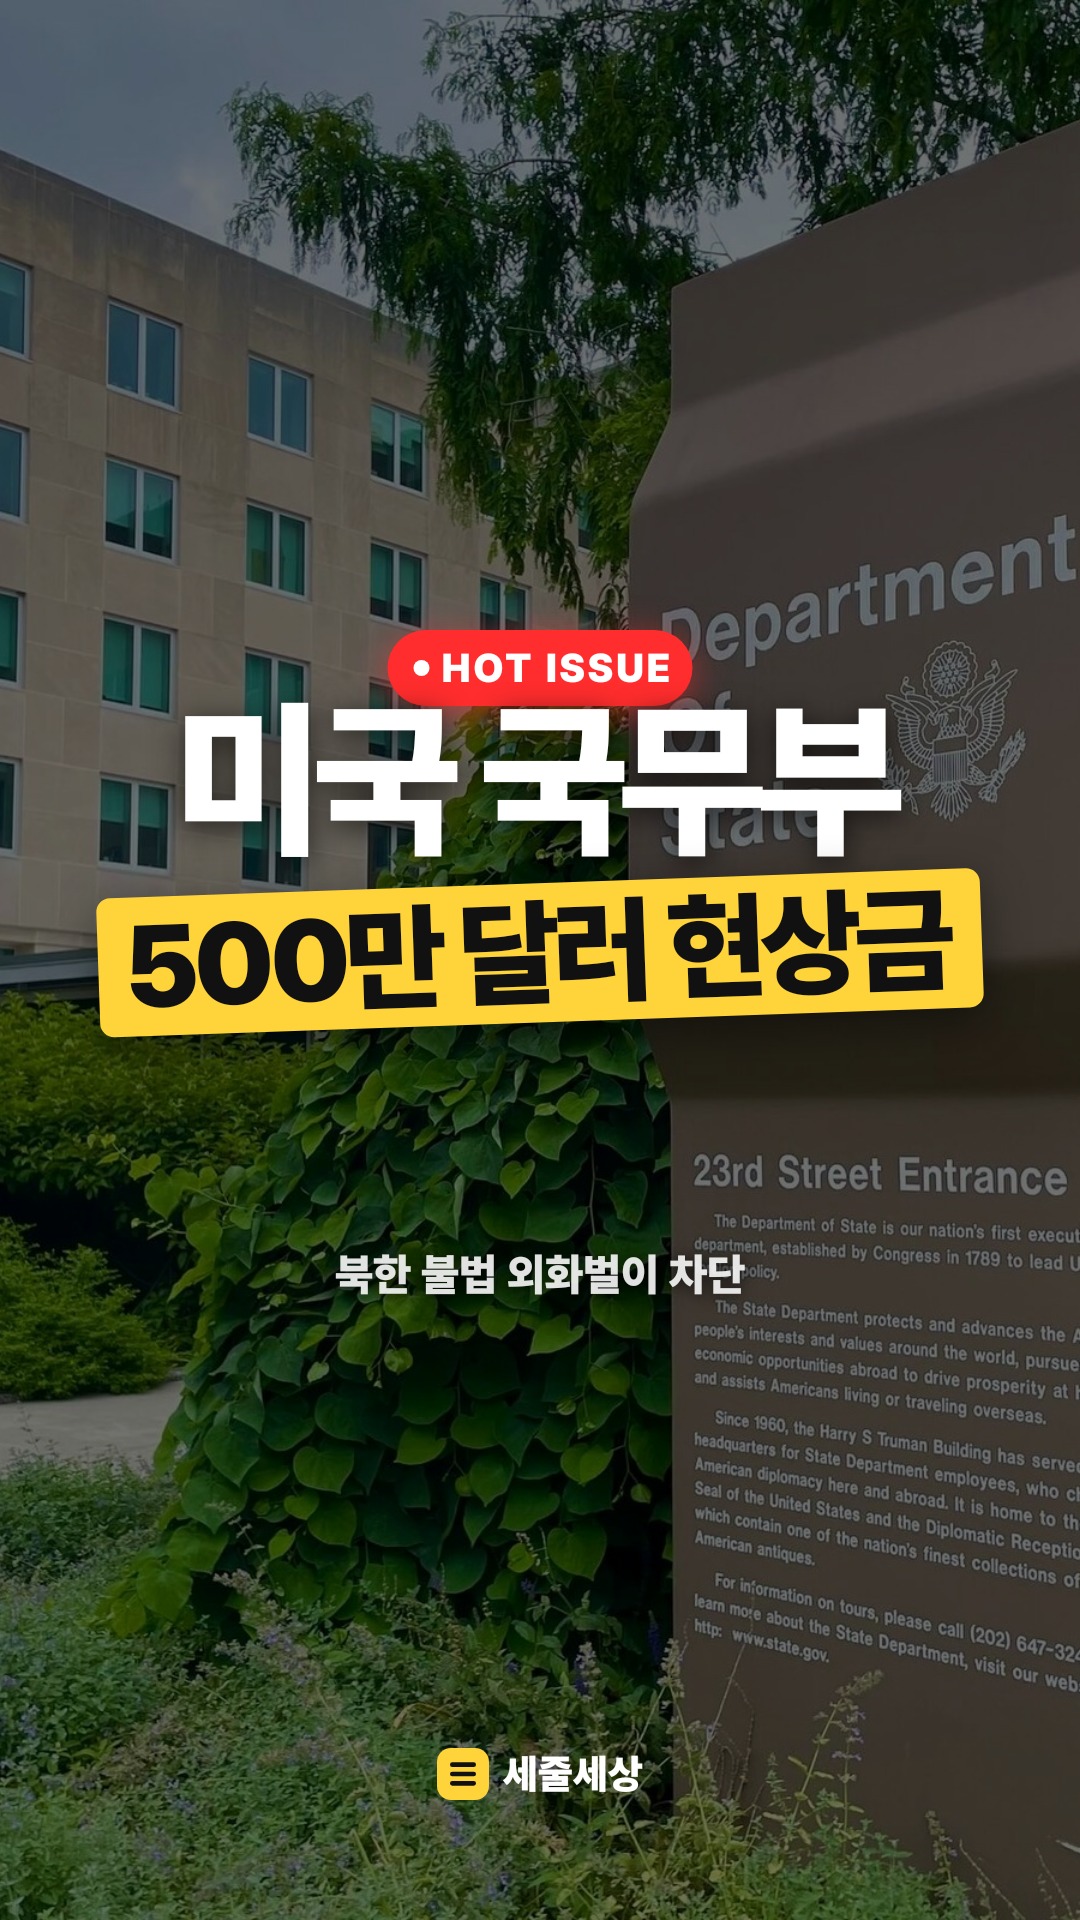 HOT ISSUE
미국 국무부
500만 달러 현상금
북한 불법 외화벌이 차단
Department
of
State
23rd Street Entrance
The Department of State is our nation's first execut
department, established by Congress in 1789 to lead U
policy.
The State Department protects and advances the A
people's interests and values around the world, pursue
economic opportunities abroad to drive prosperity at h
and assists Americans living or traveling overseas.
Since 1960, the Harry S Truman Building has served
headquarters for State Department employees, who ch
American diplomacy here and abroad. It is home to th
Seal of the United States and the Diplomatic Receptio
which contain one of the nation's finest collections of
American antiques.
For information on tours, please call (202) 647-324
learn more about the State Department, visit our web
http: www.state.gov.
세줄세상